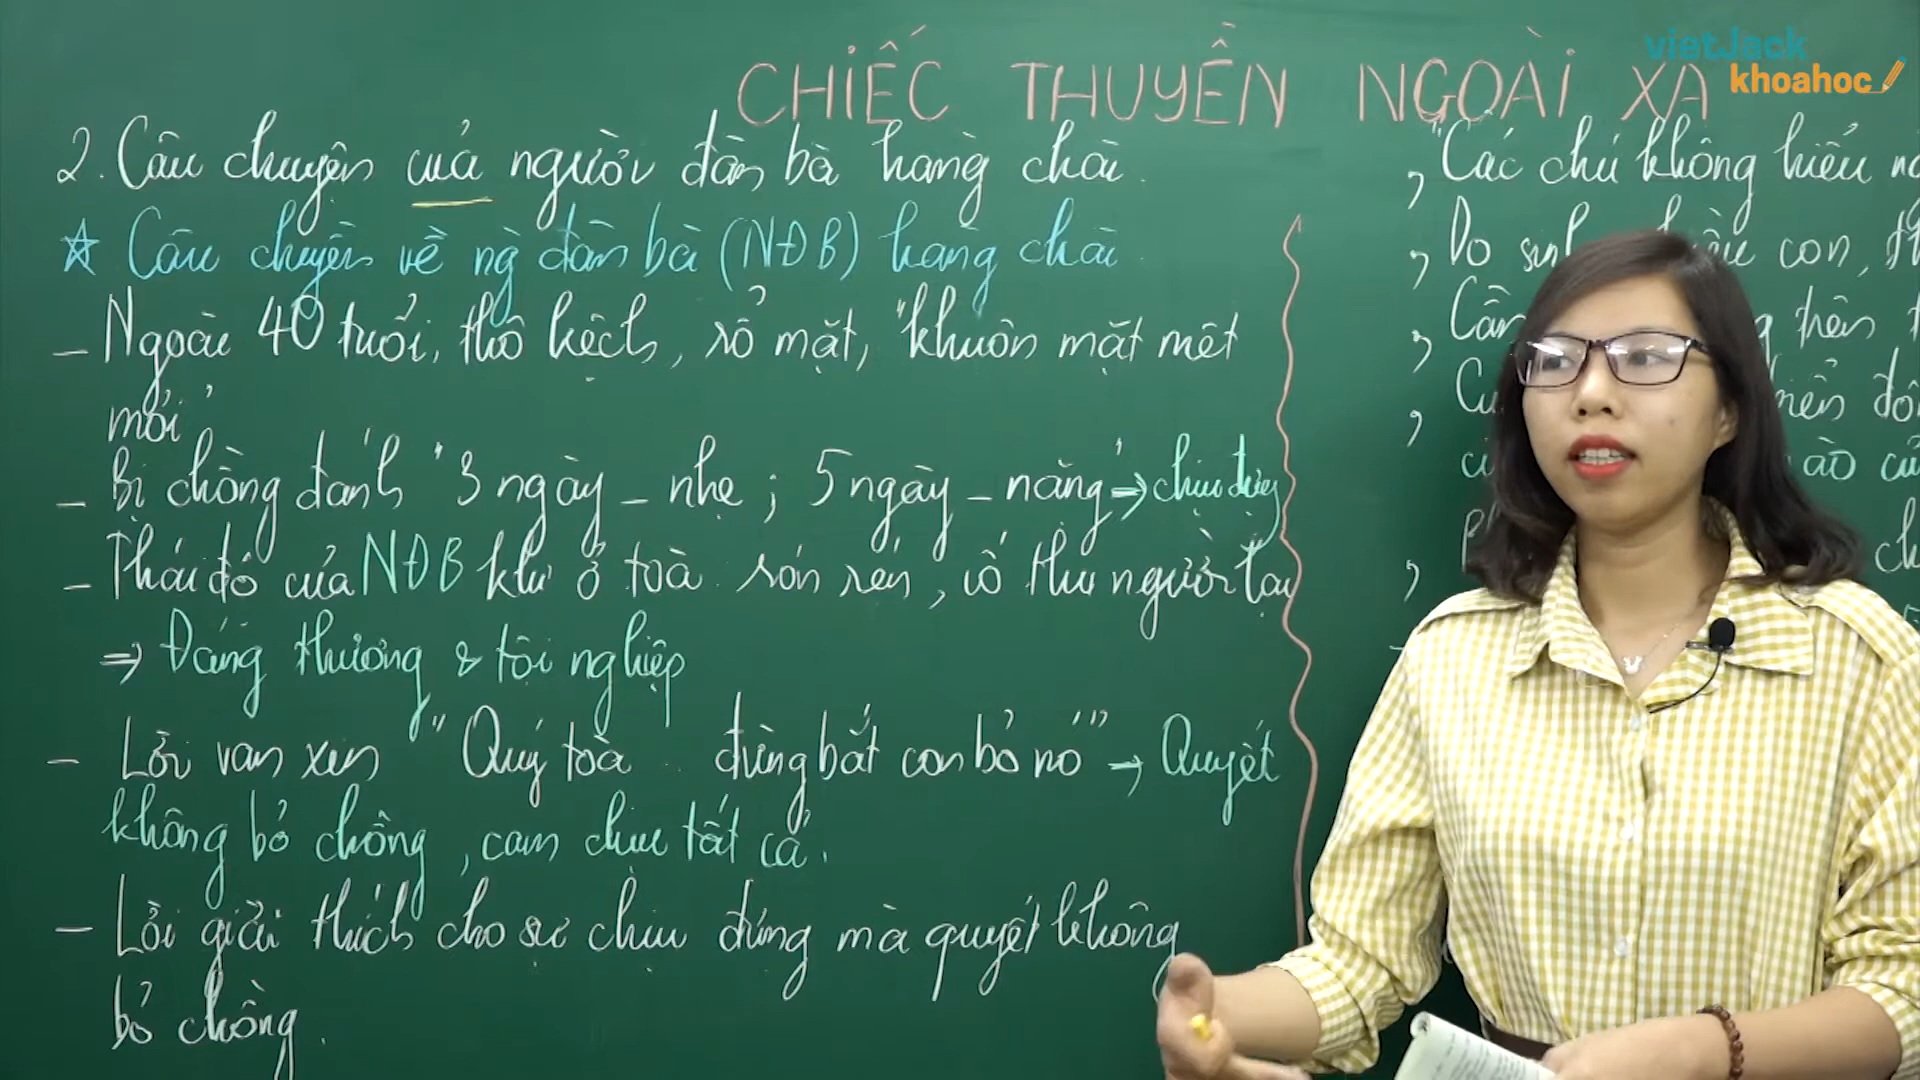 vietJack
khoahoc
CHIẾC THUYỀN NGOÀI XA
2. Câu chuyện của người đàn bà hàng chài.
☆ Câu chuyện về ng đàn bà (NĐB) hàng chài.
- Ngoài 40 tuổi, thô kệch, rỗ mặt, "khuôn mặt mệt
mỏi"
- Bị chồng đánh "3 ngày - nhẹ; 5 ngày - nặng" → chịu đựng
- Thái độ của NĐB khi ở toà: rón rén, cố thu người lại
⇒ Đáng thương & tội nghiệp
- Lời van xin "Quý toà.. đừng bắt con bỏ nó" → Quyết
không bỏ chồng, cam chịu tất cả.
- Lời giải thích cho sự chịu đựng mà quyết không
bỏ chồng.
, "Các chú không hiểu
, Do con,
, trên
,
ào
,